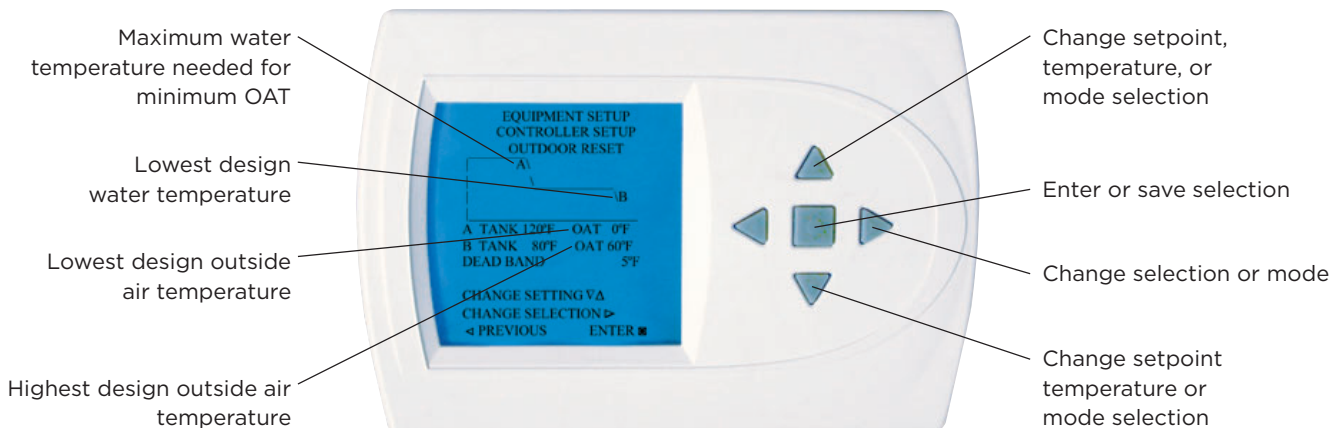 Maximum water
temperature needed for
minimum OAT
Lowest design
water temperature
Lowest design outside
air temperature
Highest design outside air
temperature
EQUIPMENT SETUP
CONTROLLER SETUP
OUTDOOR RESET
A
B
A TANK 120°F OAT 0°F
B TANK 80°F OAT 60°F
DEAD BAND 5°F
CHANGE SETTING ∇Δ
CHANGE SELECTION ▷
◁ PREVIOUS ENTER ◙
Change setpoint,
temperature, or
mode selection
Enter or save selection
Change selection or mode
Change setpoint
temperature or
mode selection